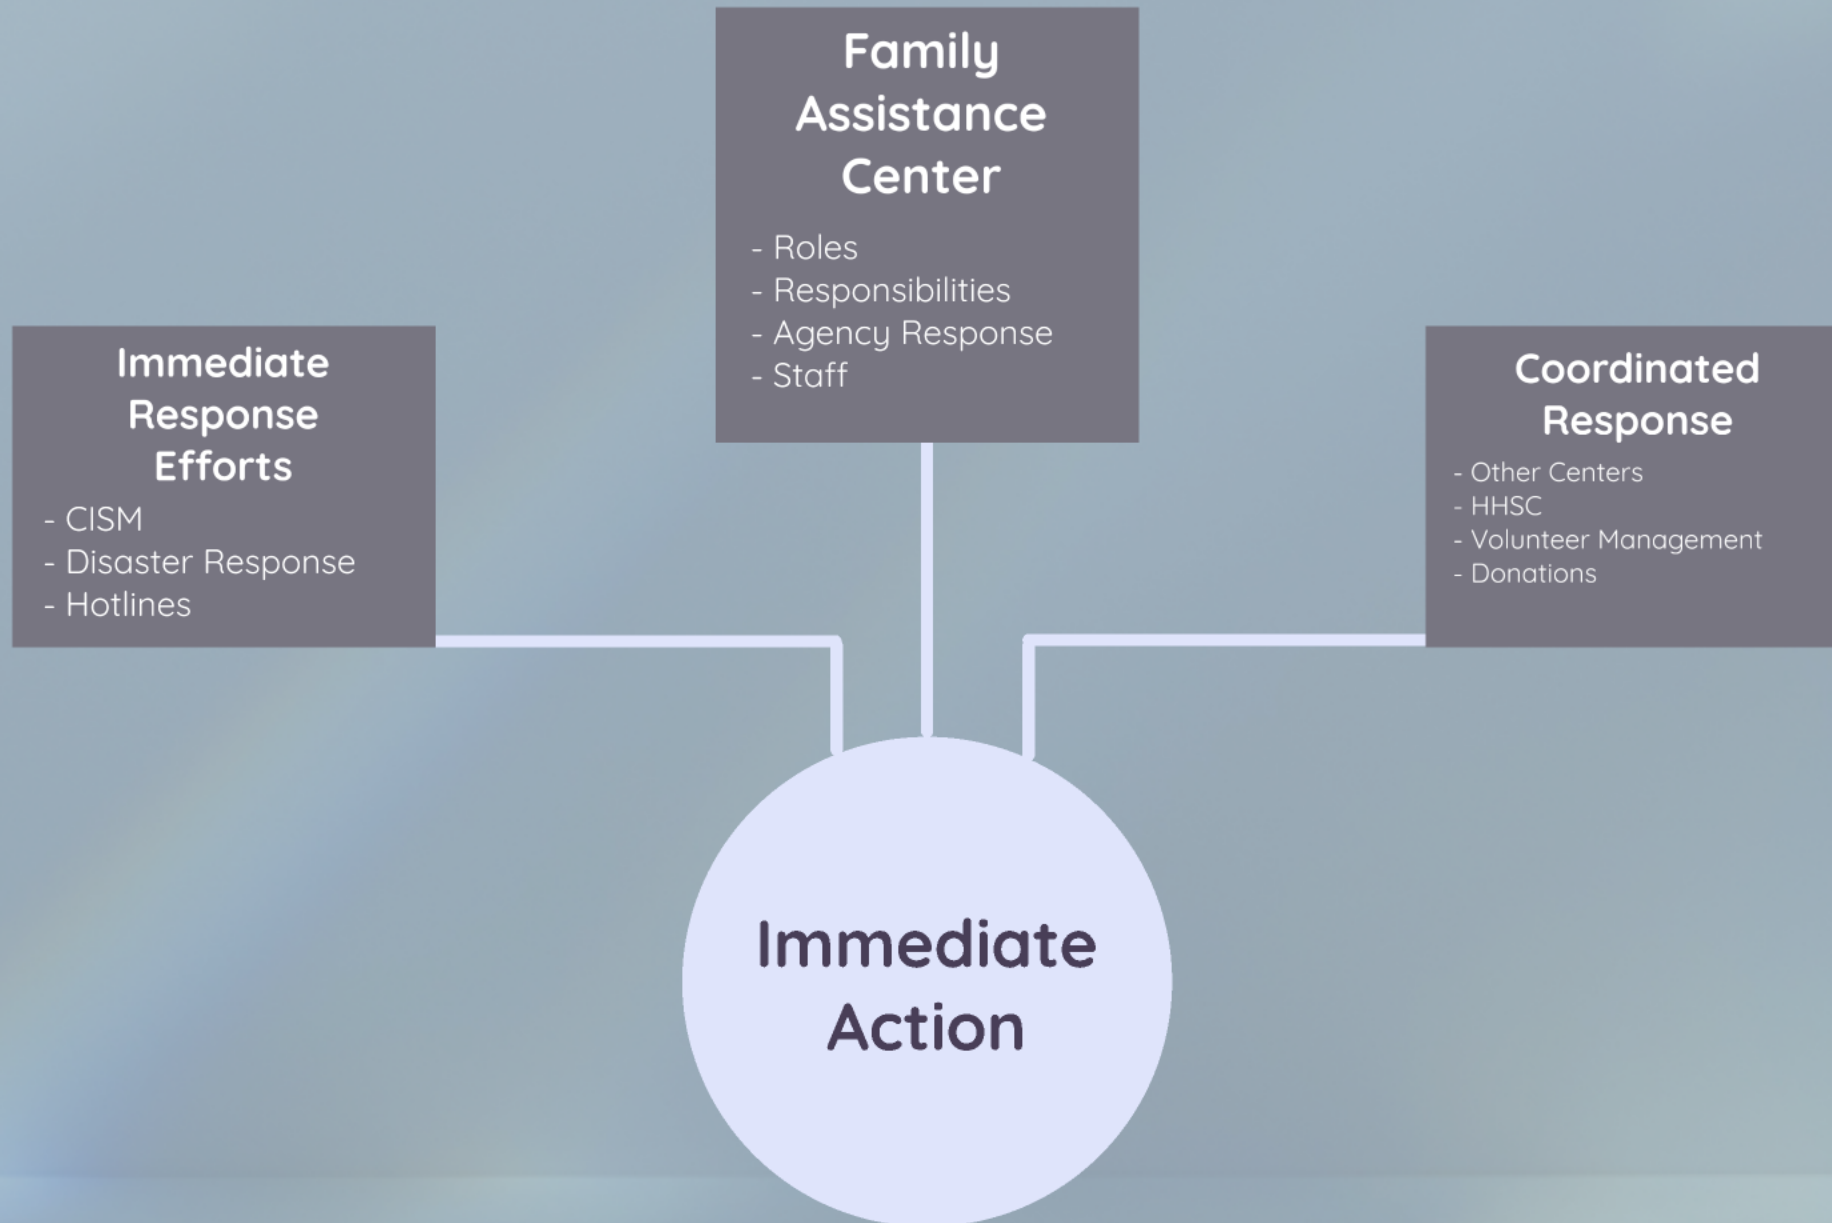 Family
Assistance
Center
- Roles
- Responsibilities
- Agency Response
- Staff
Immediate
Response
Efforts
- CISM
- Disaster Response
- Hotlines
Coordinated
Response
- Other Centers
- HHSC
- Volunteer Management
- Donations
Immediate
Action